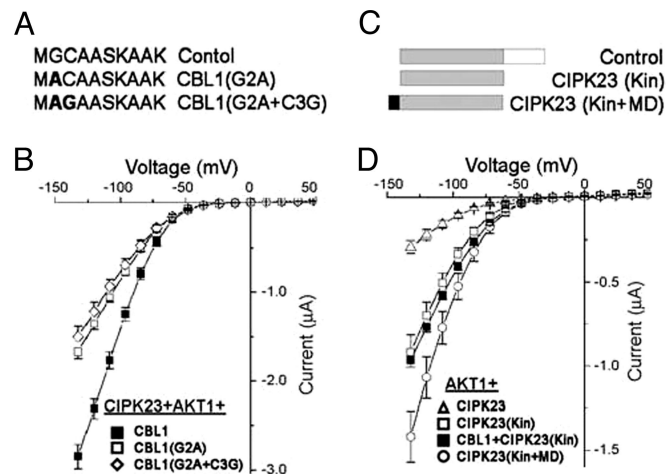 A
MGCAASKAAK Contol
MACAASKAAK CBL1(G2A)
MAGAASKAAK CBL1(G2A+C3G)
C
Control
CIPK23 (Kin)
CIPK23 (Kin+MD)
B
Voltage (mV)
-150 -100 -50 0 50
-1.0
-2.0
-3.0
Current (μA)
CIPK23+AKT1+
CBL1
CBL1(G2A)
CBL1(G2A+C3G)
D
Voltage (mV)
-150 -100 -50 0 50
-0.5
-1.0
-1.5
Current (μA)
AKT1+
CIPK23
CIPK23(Kin)
CBL1+CIPK23(Kin)
CIPK23(Kin+MD)